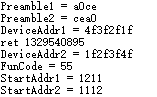 Preamble1 = a0ce
Preamble2 = cea0
DeviceAddr1 = 4f3f2f1f
ret 1329540895
DeviceAddr2 = 1f2f3f4f
FunCode = 55
StartAddr1 = 1211
StartAddr2 = 1112